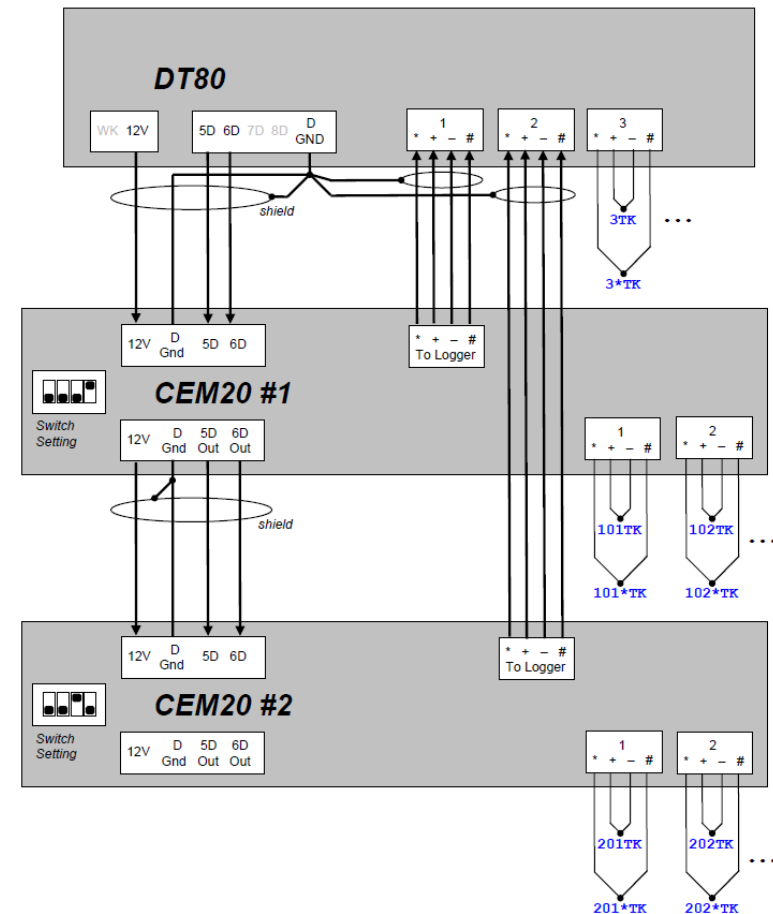 DT80
WK 12V
5D 6D 7D 8D D
GND
1
* + – #
2
* + – #
3
* + – #
shield
3TK
...
3*TK
12V D
Gnd 5D 6D
* + – #
To Logger
CEM20 #1
Switch
Setting
12V D
Gnd 5D
Out 6D
Out
1
* + – #
2
* + – #
shield
101TK
102TK
...
101*TK
102*TK
12V D
Gnd 5D 6D
* + – #
To Logger
CEM20 #2
Switch
Setting
12V D
Gnd 5D
Out 6D
Out
1
* + – #
2
* + – #
201TK
202TK
...
201*TK
202*TK